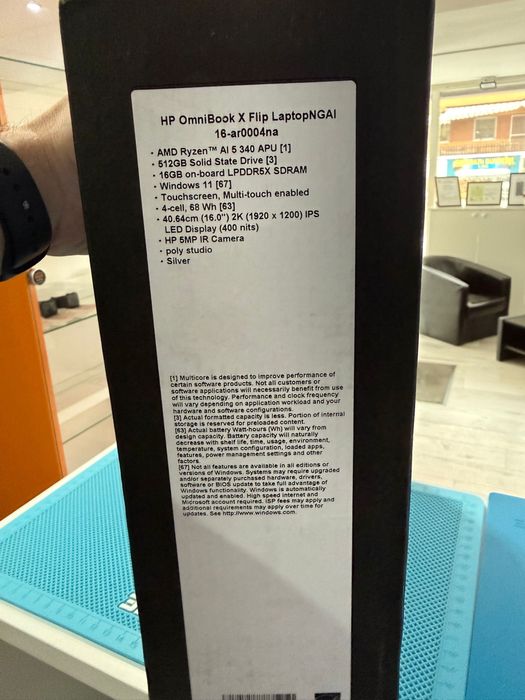 HP OmniBook X Flip LaptopNGAI
16-ar0004na
• AMD Ryzen™ AI 5 340 APU [1]
• 512GB Solid State Drive [3]
• 16GB on-board LPDDR5X SDRAM
• Windows 11 [67]
• Touchscreen, Multi-touch enabled
• 4-cell, 68 Wh [63]
• 40.64cm (16.0") 2K (1920 x 1200) IPS
LED Display (400 nits)
• HP 5MP IR Camera
• poly studio
• Silver
[1] Multicore is designed to improve performance of
certain software products. Not all customers or
software applications will necessarily benefit from use
of this technology. Performance and clock frequency
will vary depending on application workload and your
hardware and software configurations.
[3] Actual formatted capacity is less. Portion of internal
storage is reserved for preloaded content.
[63] Actual battery Watt-hours (Wh) will vary from
design capacity. Battery capacity will naturally
decrease with shelf life, time, usage, environment,
temperature, system configuration, loaded apps,
features, power management settings and other
factors.
[67] Not all features are available in all editions or
versions of Windows. Systems may require upgraded
and/or separately purchased hardware, drivers,
software or BIOS update to take full advantage of
Windows functionality. Windows is automatically
updated and enabled. High speed internet and
Microsoft account required. ISP fees may apply and
additional requirements may apply over time for
updates. See http://www.windows.com.